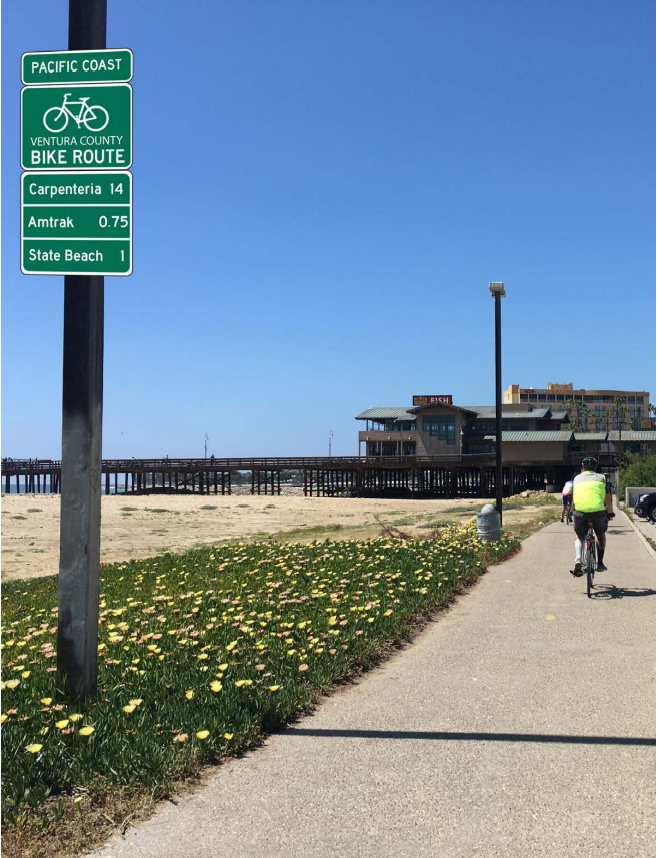 PACIFIC COAST
VENTURA COUNTY
BIKE ROUTE
Carpenteria 14
Amtrak 0.75
State Beach 1
FISH